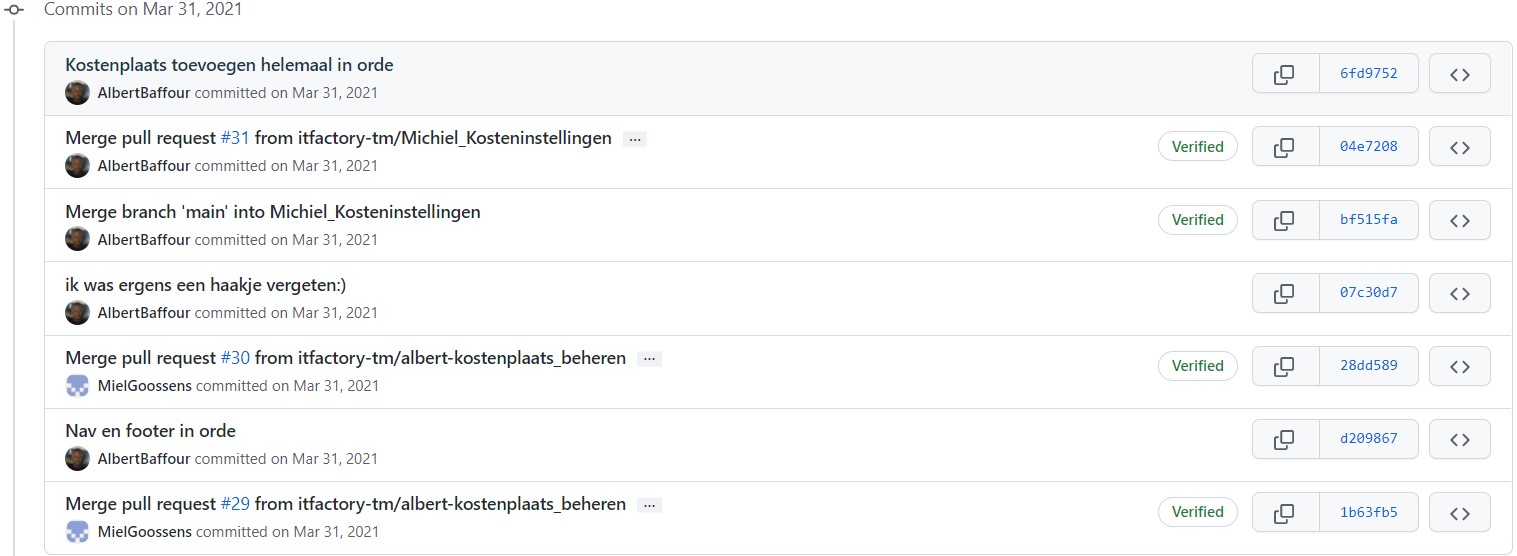 Commits on Mar 31, 2021
Kostenplaats toevoegen helemaal in orde
6fd9752
AlbertBaffour committed on Mar 31, 2021
Merge pull request #31 from itfactory-tm/Michiel_Kosteninstellingen ...
Verified 04e7208
AlbertBaffour committed on Mar 31, 2021
Merge branch 'main' into Michiel_Kosteninstellingen
Verified bf515fa
AlbertBaffour committed on Mar 31, 2021
ik was ergens een haakje vergeten:)
07c30d7
AlbertBaffour committed on Mar 31, 2021
Merge pull request #30 from itfactory-tm/albert-kostenplaats_beheren ...
Verified 28dd589
MielGoossens committed on Mar 31, 2021
Nav en footer in orde
d209867
AlbertBaffour committed on Mar 31, 2021
Merge pull request #29 from itfactory-tm/albert-kostenplaats_beheren ...
Verified 1b63fb5
MielGoossens committed on Mar 31, 2021